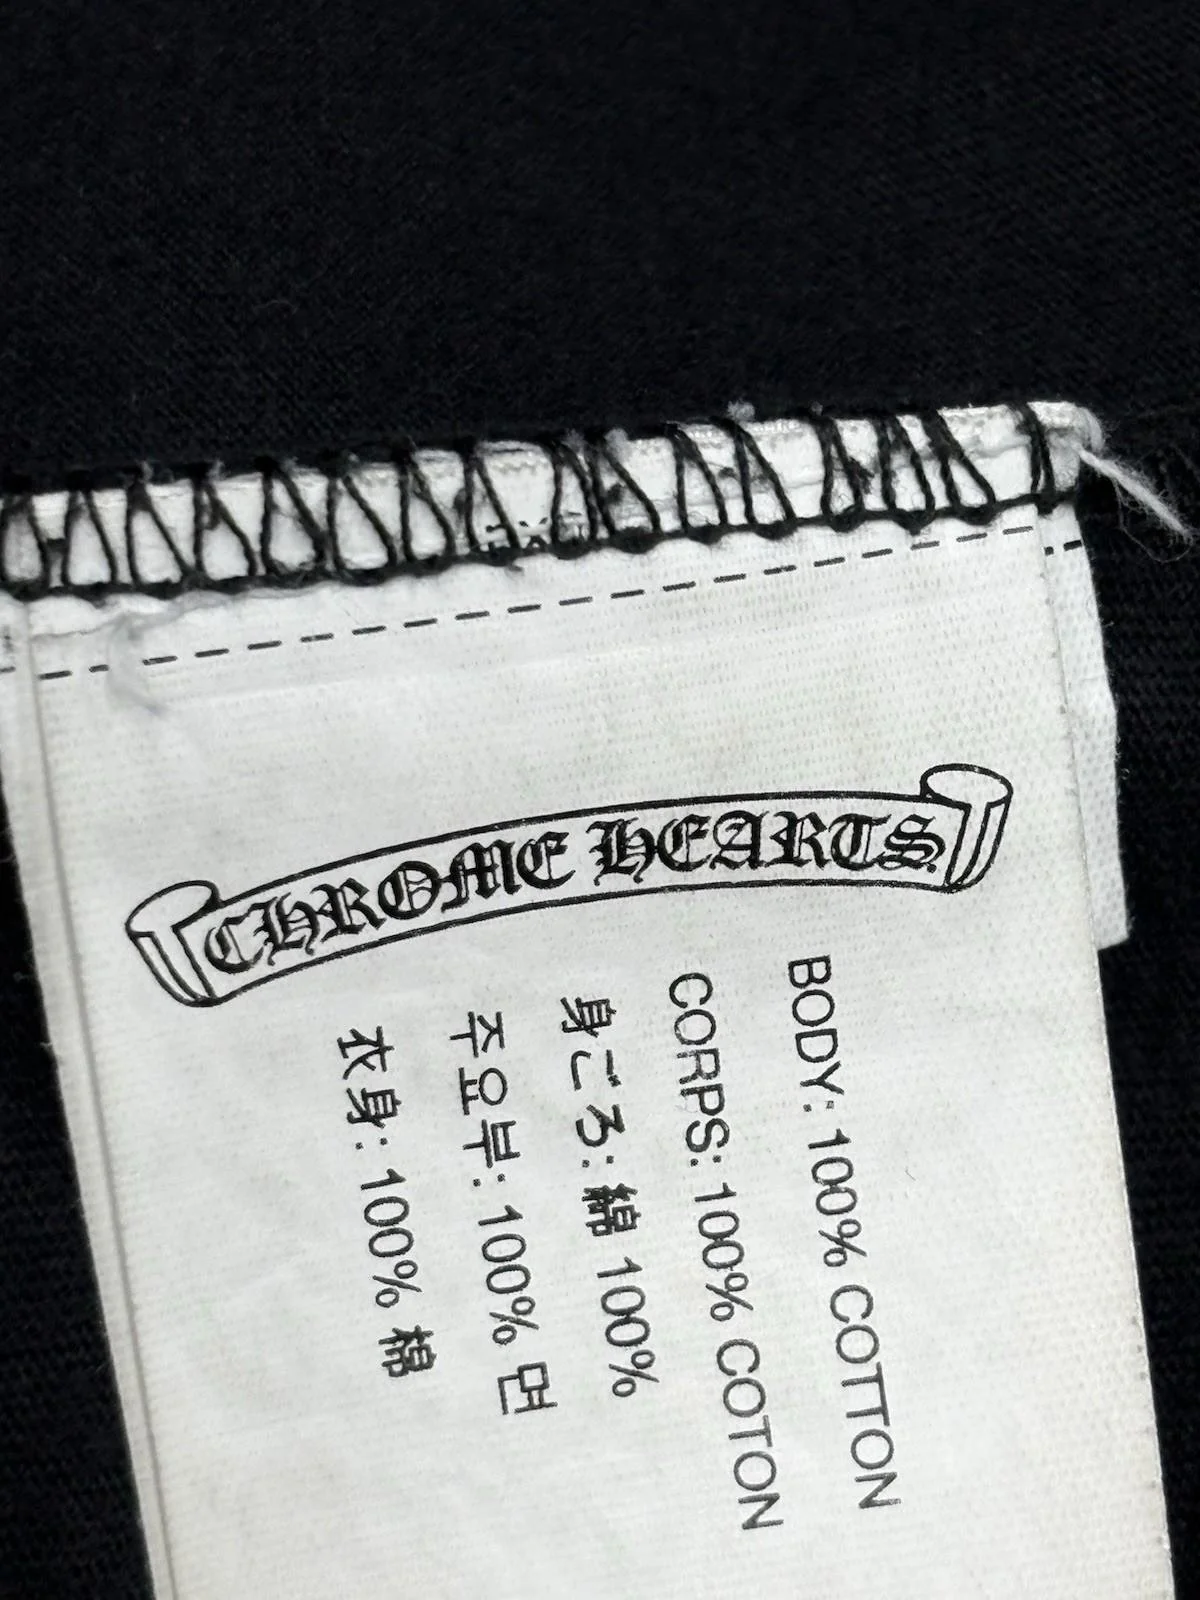 CHROME HEARTS
BODY: 100% COTTON
CORPS: 100% COTON
身ごろ: 綿 100%
주요부: 100% 면
衣身: 100% 棉